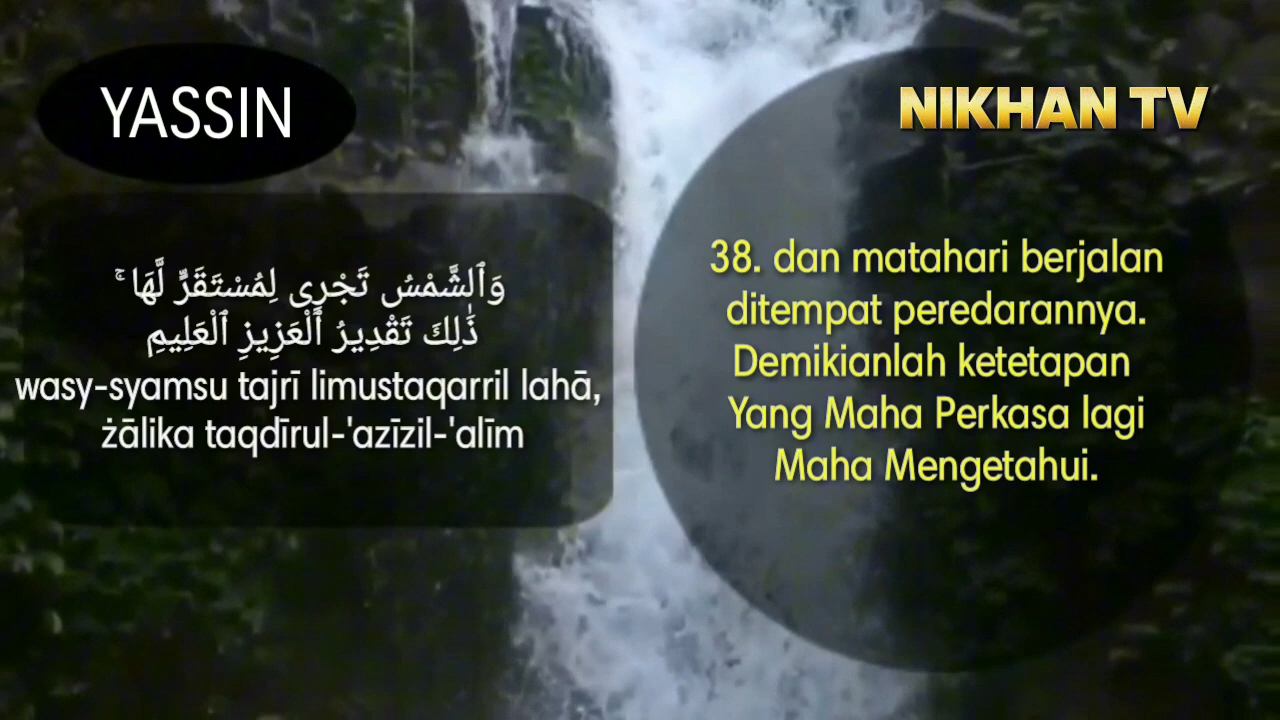 YASSIN
NIKHAN TV
وَٱلشَّمْسُ تَجْرِى لِمُسْتَقَرٍّ لَّهَا ۚ
ذَٰلِكَ تَقْدِيرُ ٱلْعَزِيزِ ٱلْعَلِيمِ
wasy-syamsu tajrī limustaqarril lahā,
żālika taqdīrul-'azīzil-'alīm
38. dan matahari berjalan
ditempat peredarannya.
Demikianlah ketetapan
Yang Maha Perkasa lagi
Maha Mengetahui.